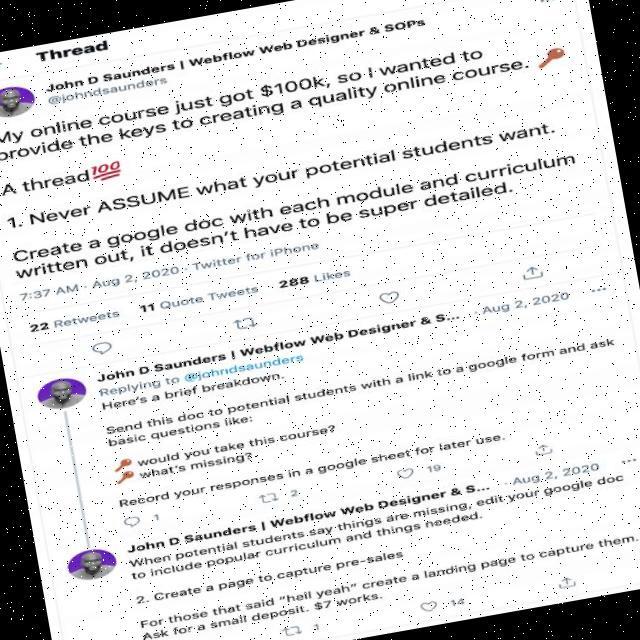 Thread
John D Saunders | Webflow Web Designer & SOPs
@johndsaunders
My online course just got $100k, so I wanted to
provide the keys to creating a quality online course. 🔑
A thread💯
1. Never ASSUME what your potential students want.
Create a google doc with each module and curriculum
written out, it doesn't have to be super detailed.
7:37 AM · Aug 2, 2020 · Twitter for iPhone
22 Retweets 11 Quote Tweets 288 Likes
John D Saunders | Webflow Web Designer & S... · Aug 2, 2020 ...
Replying to @johndsaunders
Here's a brief breakdown.
Send this doc to potential students with a link to a google form and ask
basic questions like:
🔑 would you take this course?
🔑 what's missing?
Record your responses in a google sheet for later use.
1 2 19
John D Saunders | Webflow Web Designer & S... · Aug 2, 2020 ...
When potential students say things are missing, edit your google doc
to include popular curriculum and things needed.
2. Create a page to capture pre-sales
For those that said "hell yeah" create a landing page to capture them.
Ask for a small deposit. $7 works.
1 14